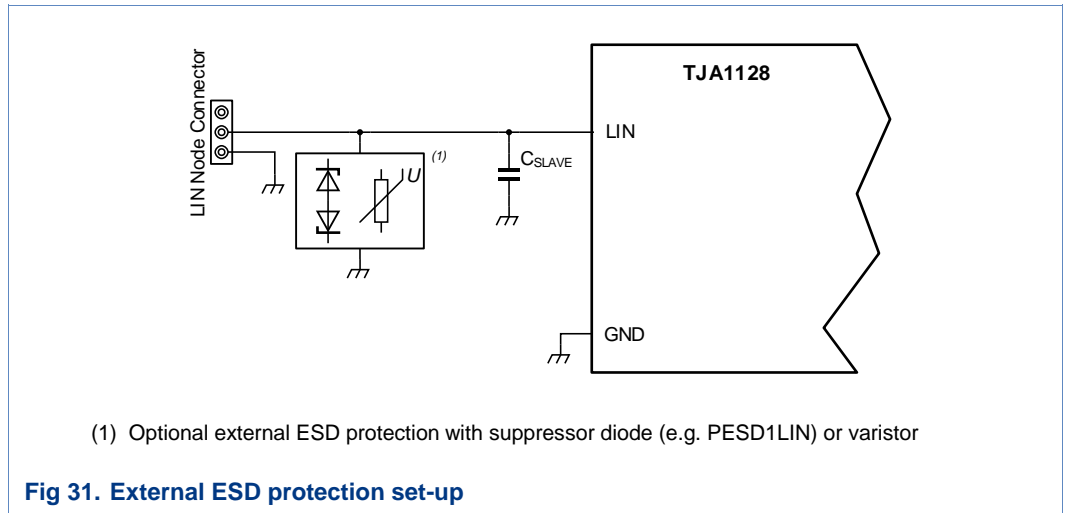 LIN Node Connector
TJA1128
(1)
U
LIN
CSLAVE
GND
(1) Optional external ESD protection with suppressor diode (e.g. PESD1LIN) or varistor
Fig 31. External ESD protection set-up